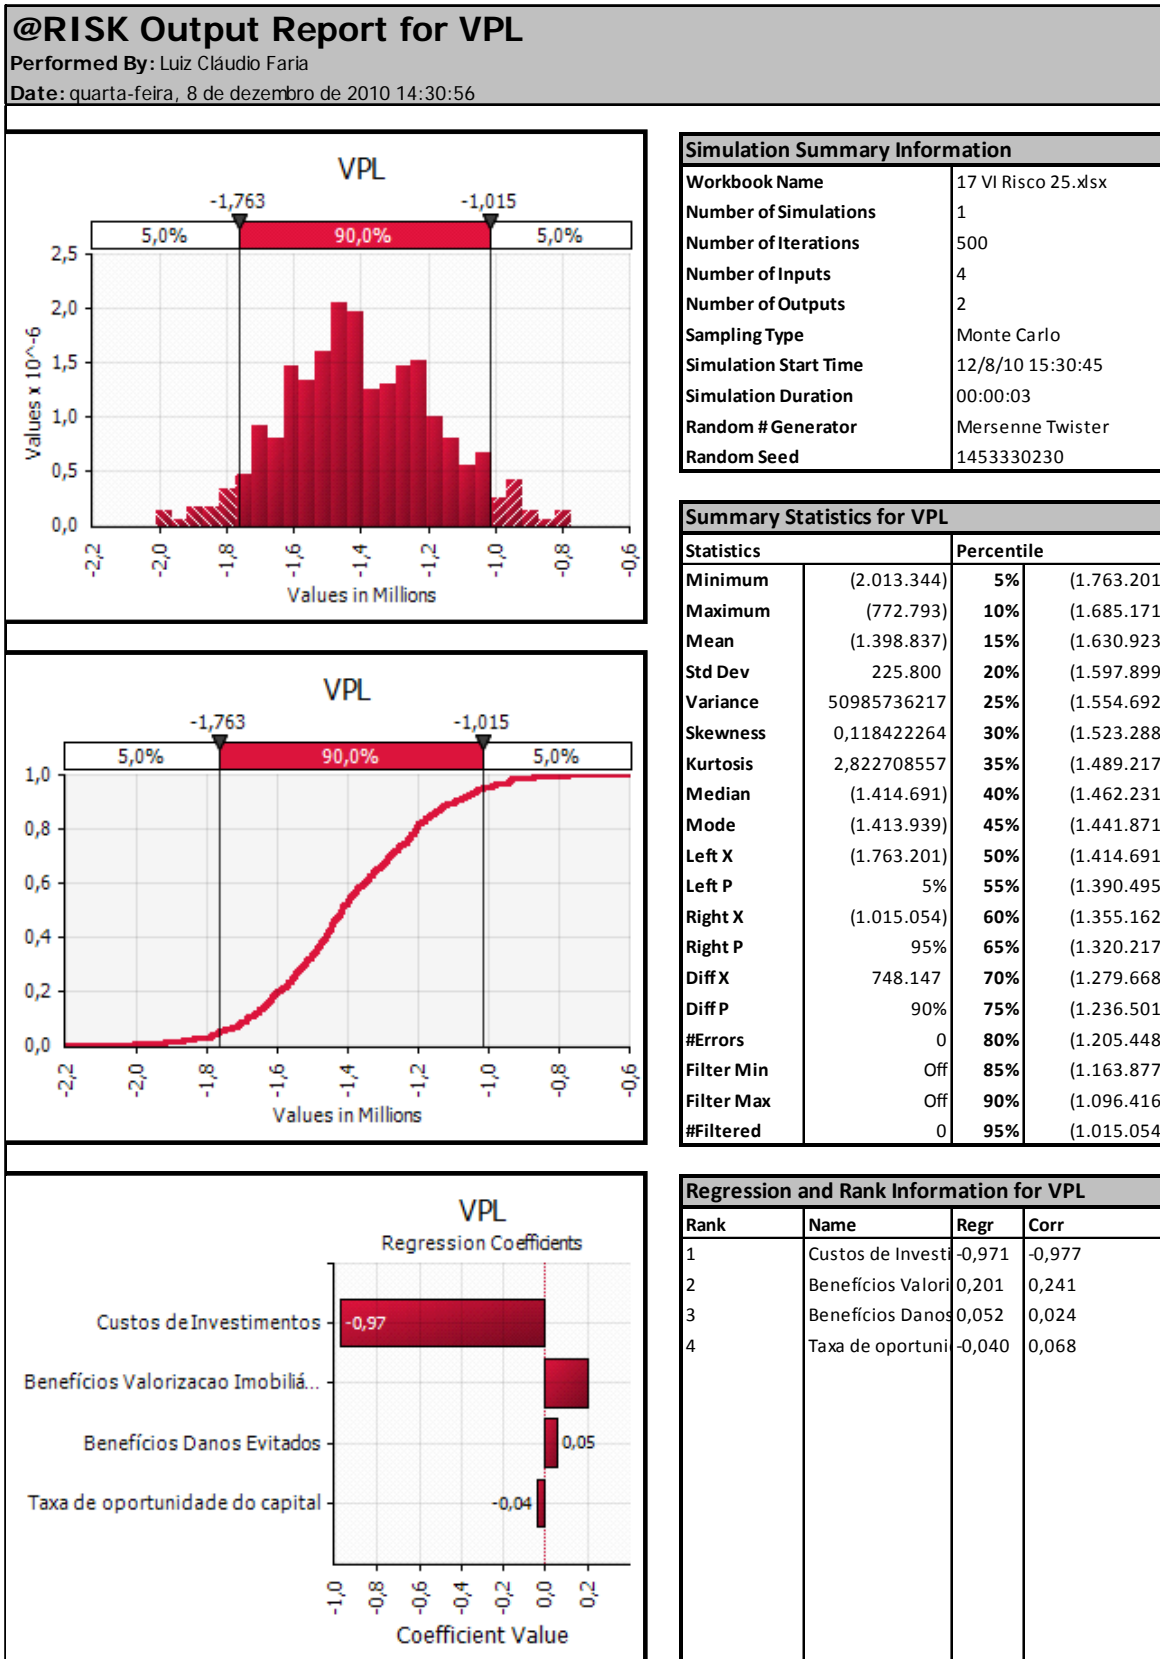 @RISK Output Report for VPL
Performed By: Luiz Cláudio Faria
Date: quarta-feira, 8 de dezembro de 2010 14:30:56
VPL
-1,763 -1,015
5,0% 90,0% 5,0%
2,5
2,0
1,5
1,0
0,5
0,0
Values x 10^-6
-2,2 -2,0 -1,8 -1,6 -1,4 -1,2 -1,0 -0,8 -0,6
Values in Millions
Simulation Summary Information
Workbook Name 17 VI Risco 25.xlsx
Number of Simulations 1
Number of Iterations 500
Number of Inputs 4
Number of Outputs 2
Sampling Type Monte Carlo
Simulation Start Time 12/8/10 15:30:45
Simulation Duration 00:00:03
Random # Generator Mersenne Twister
Random Seed 1453330230
VPL
-1,763 -1,015
5,0% 90,0% 5,0%
1,0
0,8
0,6
0,4
0,2
0,0
-2,2 -2,0 -1,8 -1,6 -1,4 -1,2 -1,0 -0,8 -0,6
Values in Millions
Summary Statistics for VPL
Statistics Percentile
Minimum (2.013.344) 5% (1.763.201
Maximum (772.793) 10% (1.685.171
Mean (1.398.837) 15% (1.630.923
Std Dev 225.800 20% (1.597.899
Variance 50985736217 25% (1.554.692
Skewness 0,118422264 30% (1.523.288
Kurtosis 2,822708557 35% (1.489.217
Median (1.414.691) 40% (1.462.231
Mode (1.413.939) 45% (1.441.871
Left X (1.763.201) 50% (1.414.691
Left P 5% 55% (1.390.495
Right X (1.015.054) 60% (1.355.162
Right P 95% 65% (1.320.217
Diff X 748.147 70% (1.279.668
Diff P 90% 75% (1.236.501
#Errors 0 80% (1.205.448
Filter Min Off 85% (1.163.877
Filter Max Off 90% (1.096.416
#Filtered 0 95% (1.015.054
VPL
Regression Coefficients
Custos de Investimentos -0,97
Benefícios Valorizacao Imobiliá...
Benefícios Danos Evitados 0,05
Taxa de oportunidade do capital -0,04
-1,0 -0,8 -0,6 -0,4 -0,2 0,0 0,2
Coefficient Value
Regression and Rank Information for VPL
Rank Name Regr Corr
1 Custos de Investi -0,971 -0,977
2 Benefícios Valori 0,201 0,241
3 Benefícios Danos 0,052 0,024
4 Taxa de oportuni -0,040 0,068